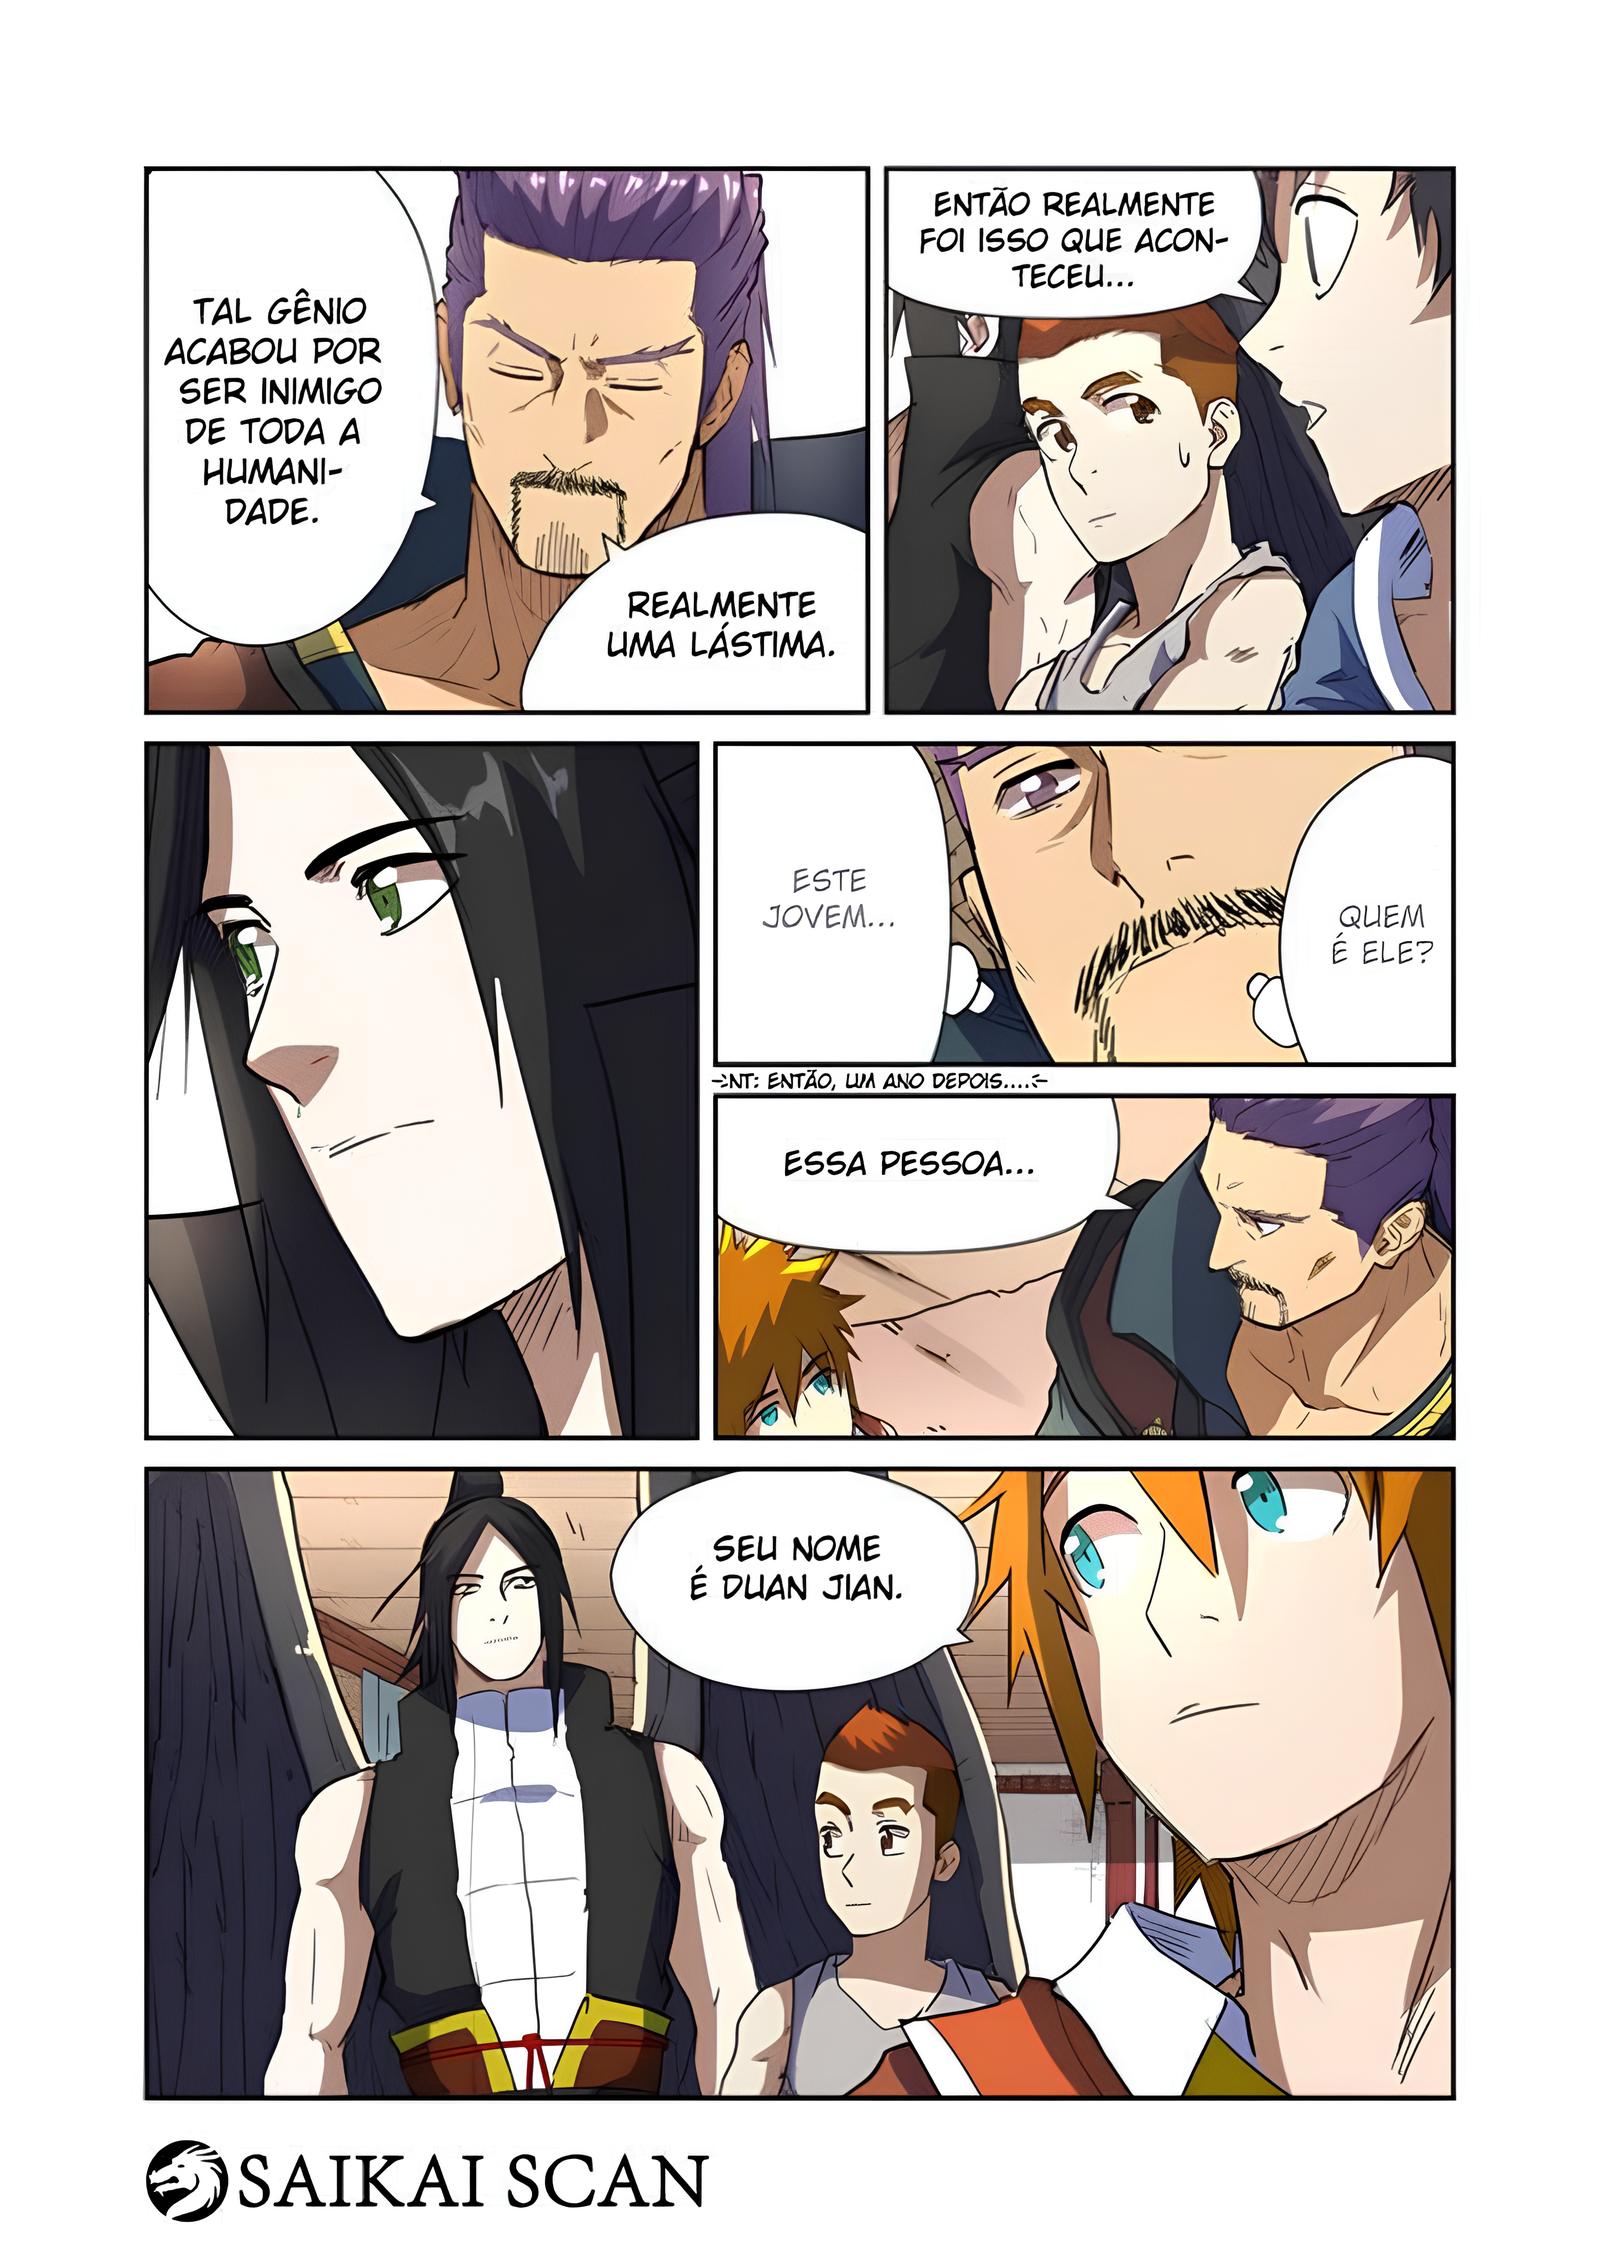 TAL GÊNIO
ACABOU POR
SER INIMIGO
DE TODA A
HUMANI-
DADE.
REALMENTE
UMA LÁSTIMA.
ENTÃO REALMENTE
FOI ISSO QUE ACON-
TECEU...
ESTE
JOVEM...
QUEM
É ELE?
NT: ENTÃO, UM ANO DEPOIS....
ESSA PESSOA...
SEU NOME
É DUAN JIAN.
SAIKAI SCAN